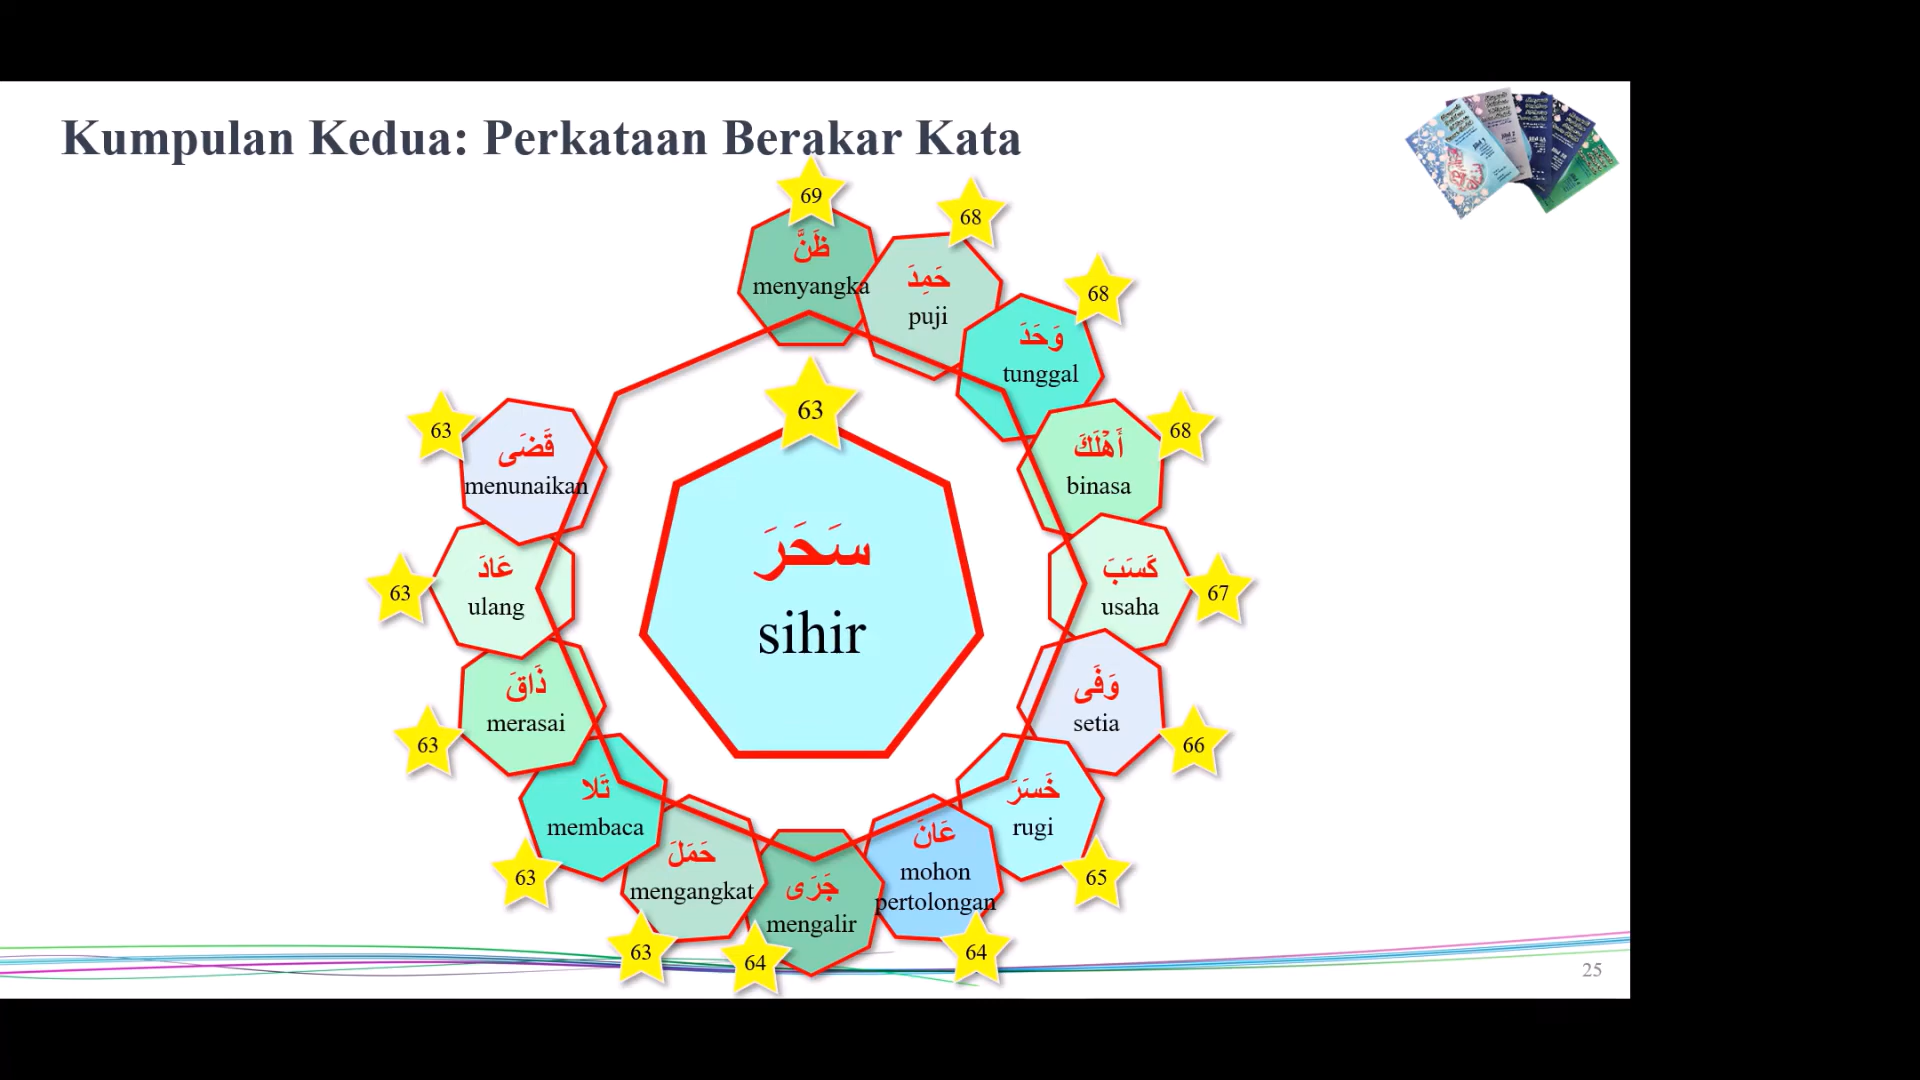 Kumpulan Kedua: Perkataan Berakar Kata
69
ظَنَّ
menyangka
68
حَمِدَ
puji
68
وَحَدَ
tunggal
68
أَهْلَكَ
binasa
67
كَسَبَ
usaha
66
وَفَى
setia
65
خَسَرَ
rugi
64
عَانَ
mohon
pertolongan
64
جَرَى
mengalir
63
حَمَلَ
mengangkat
63
تَلَا
membaca
63
ذَاقَ
merasai
63
عَادَ
ulang
63
قَضَى
menunaikan
63
سَحَرَ
sihir
25